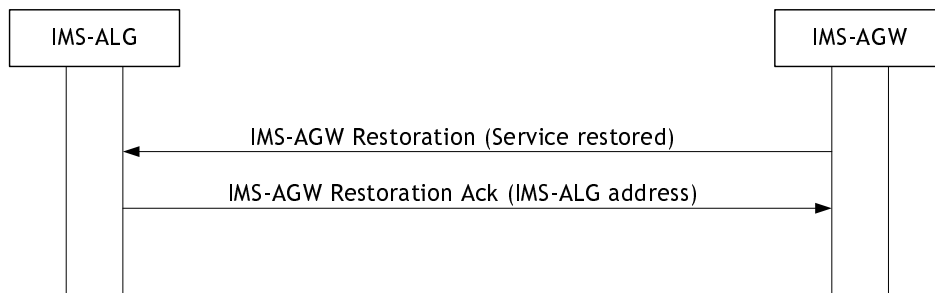 IMS-ALG
IMS-AGW
IMS-AGW Restoration (Service restored)
IMS-AGW Restoration Ack (IMS-ALG address)